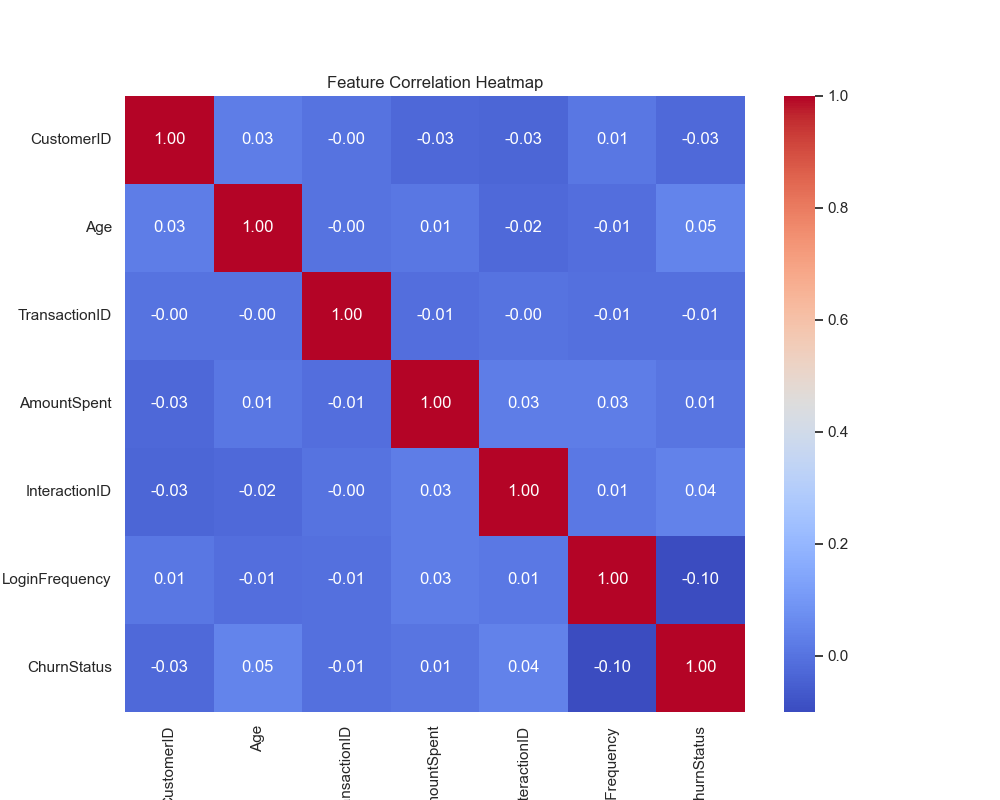 Feature Correlation Heatmap
CustomerID 1.00 0.03 -0.00 -0.03 -0.03 0.01 -0.03
Age 0.03 1.00 -0.00 0.01 -0.02 -0.01 0.05
TransactionID -0.00 -0.00 1.00 -0.01 -0.00 -0.01 -0.01
AmountSpent -0.03 0.01 -0.01 1.00 0.03 0.03 0.01
InteractionID -0.03 -0.02 -0.00 0.03 1.00 0.01 0.04
LoginFrequency 0.01 -0.01 -0.01 0.03 0.01 1.00 -0.10
ChurnStatus -0.03 0.05 -0.01 0.01 0.04 -0.10 1.00
CustomerID
Age
nsactionID
mountSpent
teractionID
Frequency
hurnStatus
1.0
0.8
0.6
0.4
0.2
0.0